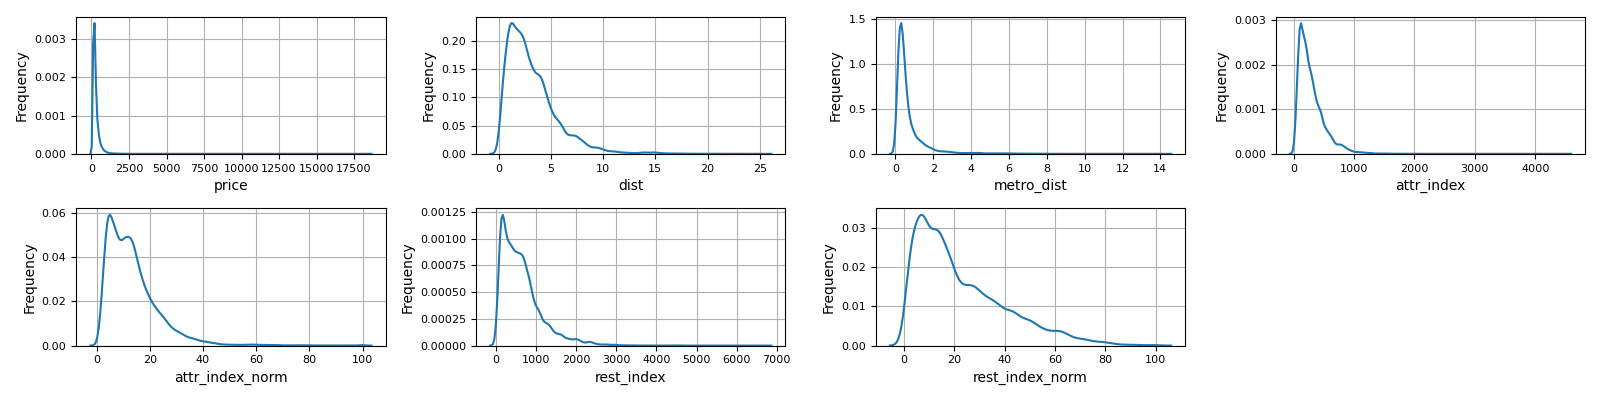 Frequency
0.003
0.002
0.001
0.000
0 2500 5000 7500 10000 12500 15000 17500
price
Frequency
0.20
0.15
0.10
0.05
0.00
0 5 10 15 20 25
dist
Frequency
1.5
1.0
0.5
0.0
0 2 4 6 8 10 12 14
metro_dist
Frequency
0.003
0.002
0.001
0.000
0 1000 2000 3000 4000
attr_index
Frequency
0.06
0.04
0.02
0.00
0 20 40 60 80 100
attr_index_norm
Frequency
0.00125
0.00100
0.00075
0.00050
0.00025
0.00000
0 1000 2000 3000 4000 5000 6000 7000
rest_index
Frequency
0.03
0.02
0.01
0.00
0 20 40 60 80 100
rest_index_norm